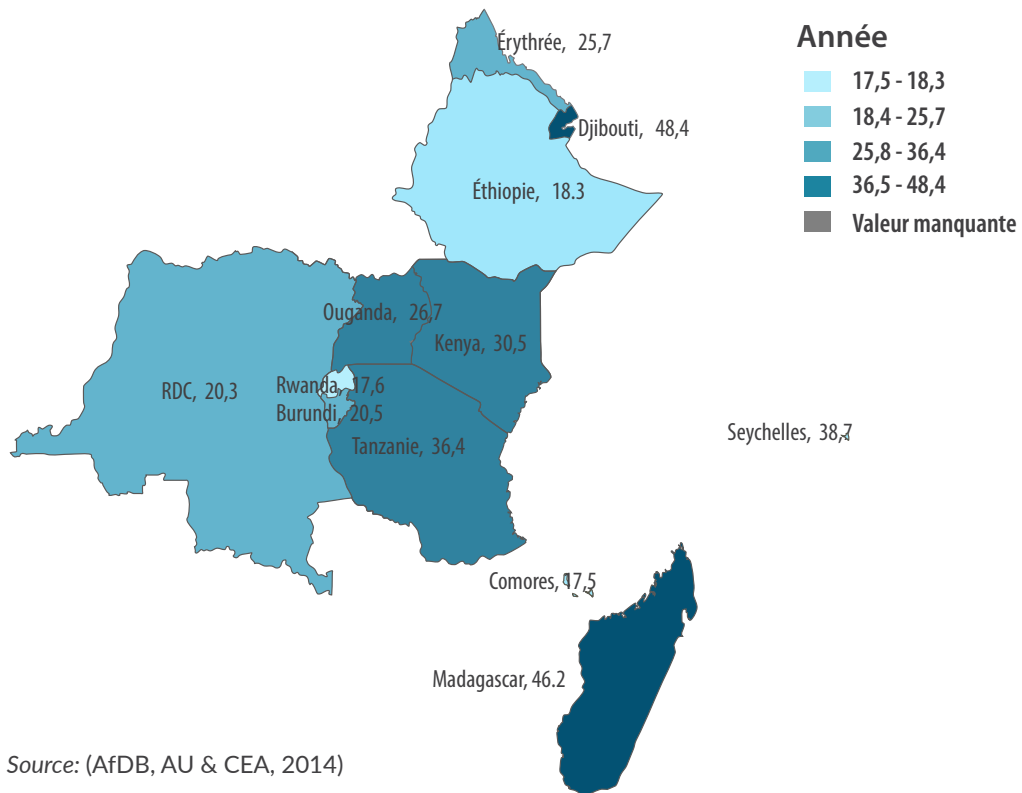 Érythrée, 25,7
Djibouti, 48,4
Éthiopie, 18.3
Ouganda, 26,7
Kenya, 30,5
RDC, 20,3
Rwanda, 17,6
Burundi, 20,5
Tanzanie, 36,4
Seychelles, 38,7
Comores, 17,5
Madagascar, 46.2
Année
17,5 - 18,3
18,4 - 25,7
25,8 - 36,4
36,5 - 48,4
Valeur manquante
Source: (AfDB, AU & CEA, 2014)